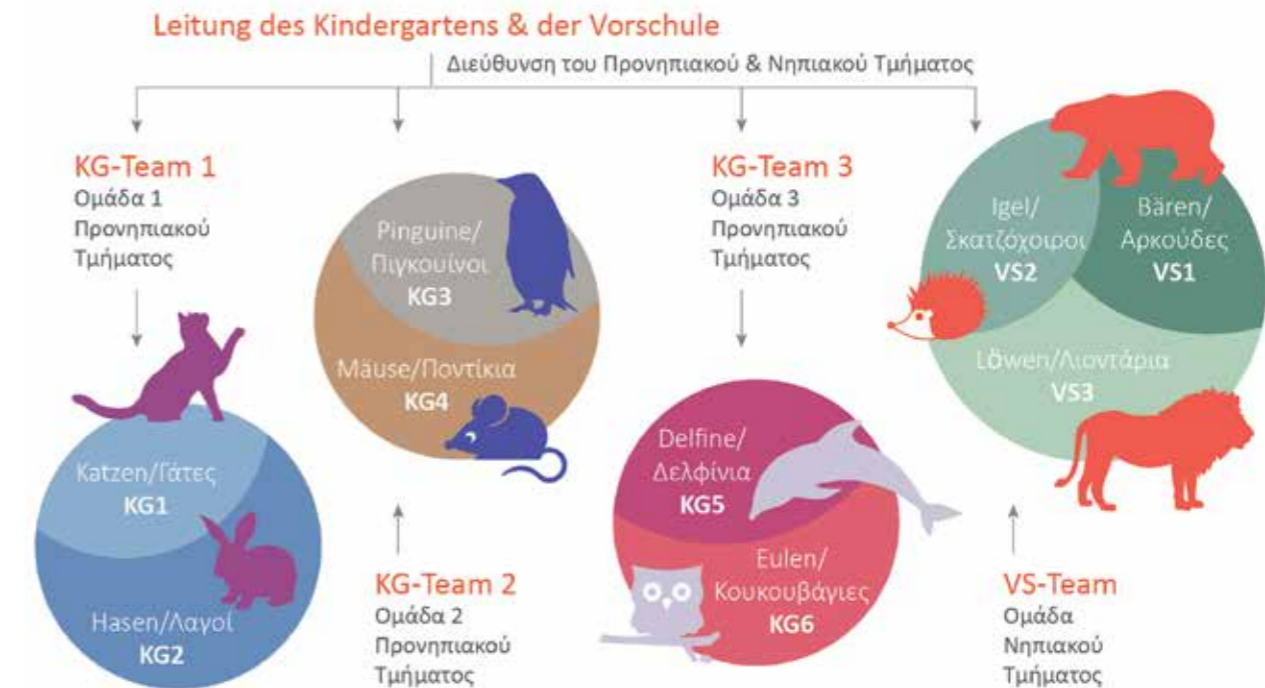 Leitung des Kindergartens & der Vorschule
Διεύθυνση του Προνηπιακού & Νηπιακού Τμήματος
KG-Team 1
Ομάδα 1
Προνηπιακού
Τμήματος
Katzen/Γάτες
KG1
Hasen/Λαγοί
KG2
Pinguine/
Πιγκουίνοι
KG3
Mäuse/Ποντίκια
KG4
KG-Team 2
Ομάδα 2
Προνηπιακού
Τμήματος
KG-Team 3
Ομάδα 3
Προνηπιακού
Τμήματος
Delfine/
Δελφίνια
KG5
Eulen/
Κουκουβάγιες
KG6
Igel/
Σκατζόχοιροι
VS2
Bären/
Αρκούδες
VS1
Löwen/Λιοντάρια
VS3
VS-Team
Ομάδα
Νηπιακού
Τμήματος